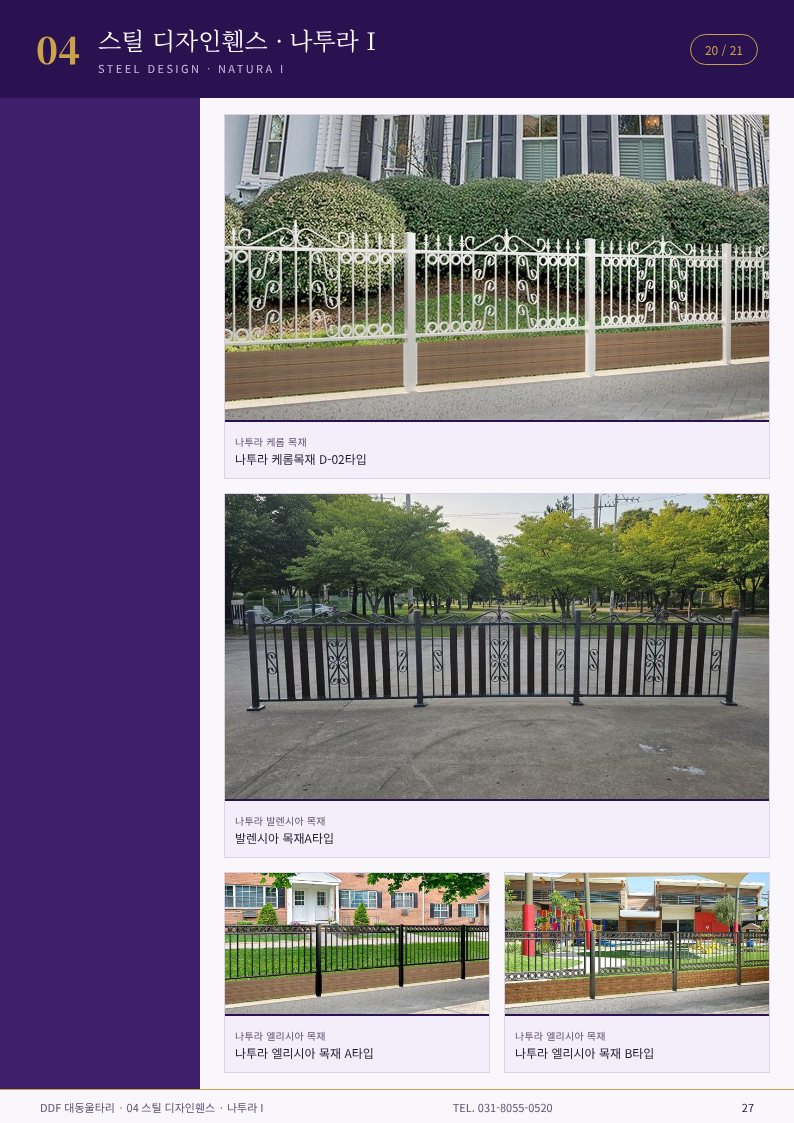 04
스틸 디자인휀스 · 나투라 I
STEEL DESIGN · NATURA I
20 / 21
나투라 케롬 목재
나투라 케롬목재 D-02타입
나투라 발렌시아 목재
발렌시아 목재A타입
나투라 엘리시아 목재
나투라 엘리시아 목재 A타입
나투라 엘리시아 목재
나투라 엘리시아 목재 B타입
DDF 대동울타리 · 04 스틸 디자인휀스 · 나투라 I
TEL. 031-8055-0520
27